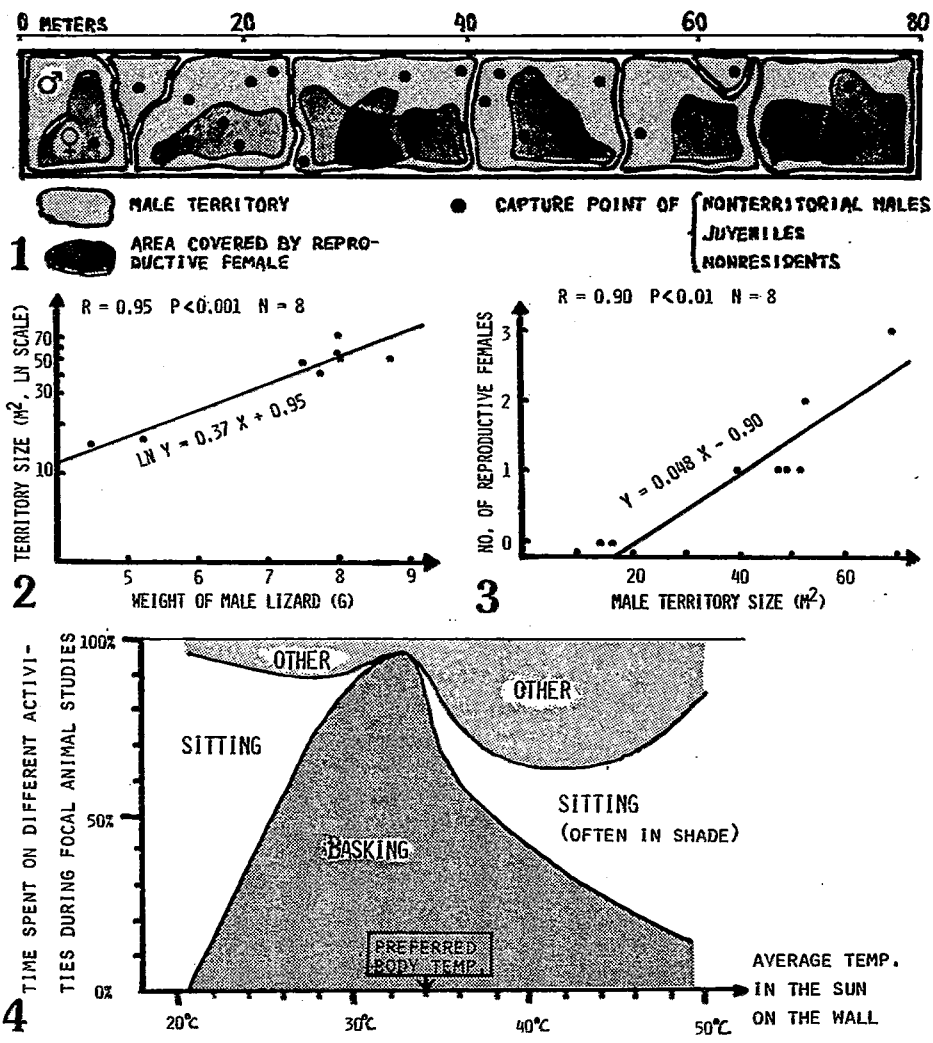 0 METERS 20 40 60 80
♂
♀
MALE TERRITORY
AREA COVERED BY REPRO-
DUCTIVE FEMALE
CAPTURE POINT OF
NONTERRITORIAL MALES
JUVENILES
NONRESIDENTS
1
R = 0.95 P<0.001 N = 8
TERRITORY SIZE (M², LN SCALE)
70
50
30
10
LN Y = 0.37 X + 0.95
5 6 7 8 9
WEIGHT OF MALE LIZARD (G)
2
R = 0.90 P<0.01 N = 8
NO. OF REPRODUCTIVE FEMALES
3
2
1
0
Y = 0.048 X - 0.90
20 40 60
MALE TERRITORY SIZE (M²)
3
TIME SPENT ON DIFFERENT ACTIVI-
TIES DURING FOCAL ANIMAL STUDIES
100%
50%
0%
OTHER
OTHER
SITTING
SITTING
(OFTEN IN SHADE)
BASKING
PREFERRED
BODY TEMP.
20°C 30°C 40°C 50°C
AVERAGE TEMP.
IN THE SUN
ON THE WALL
4